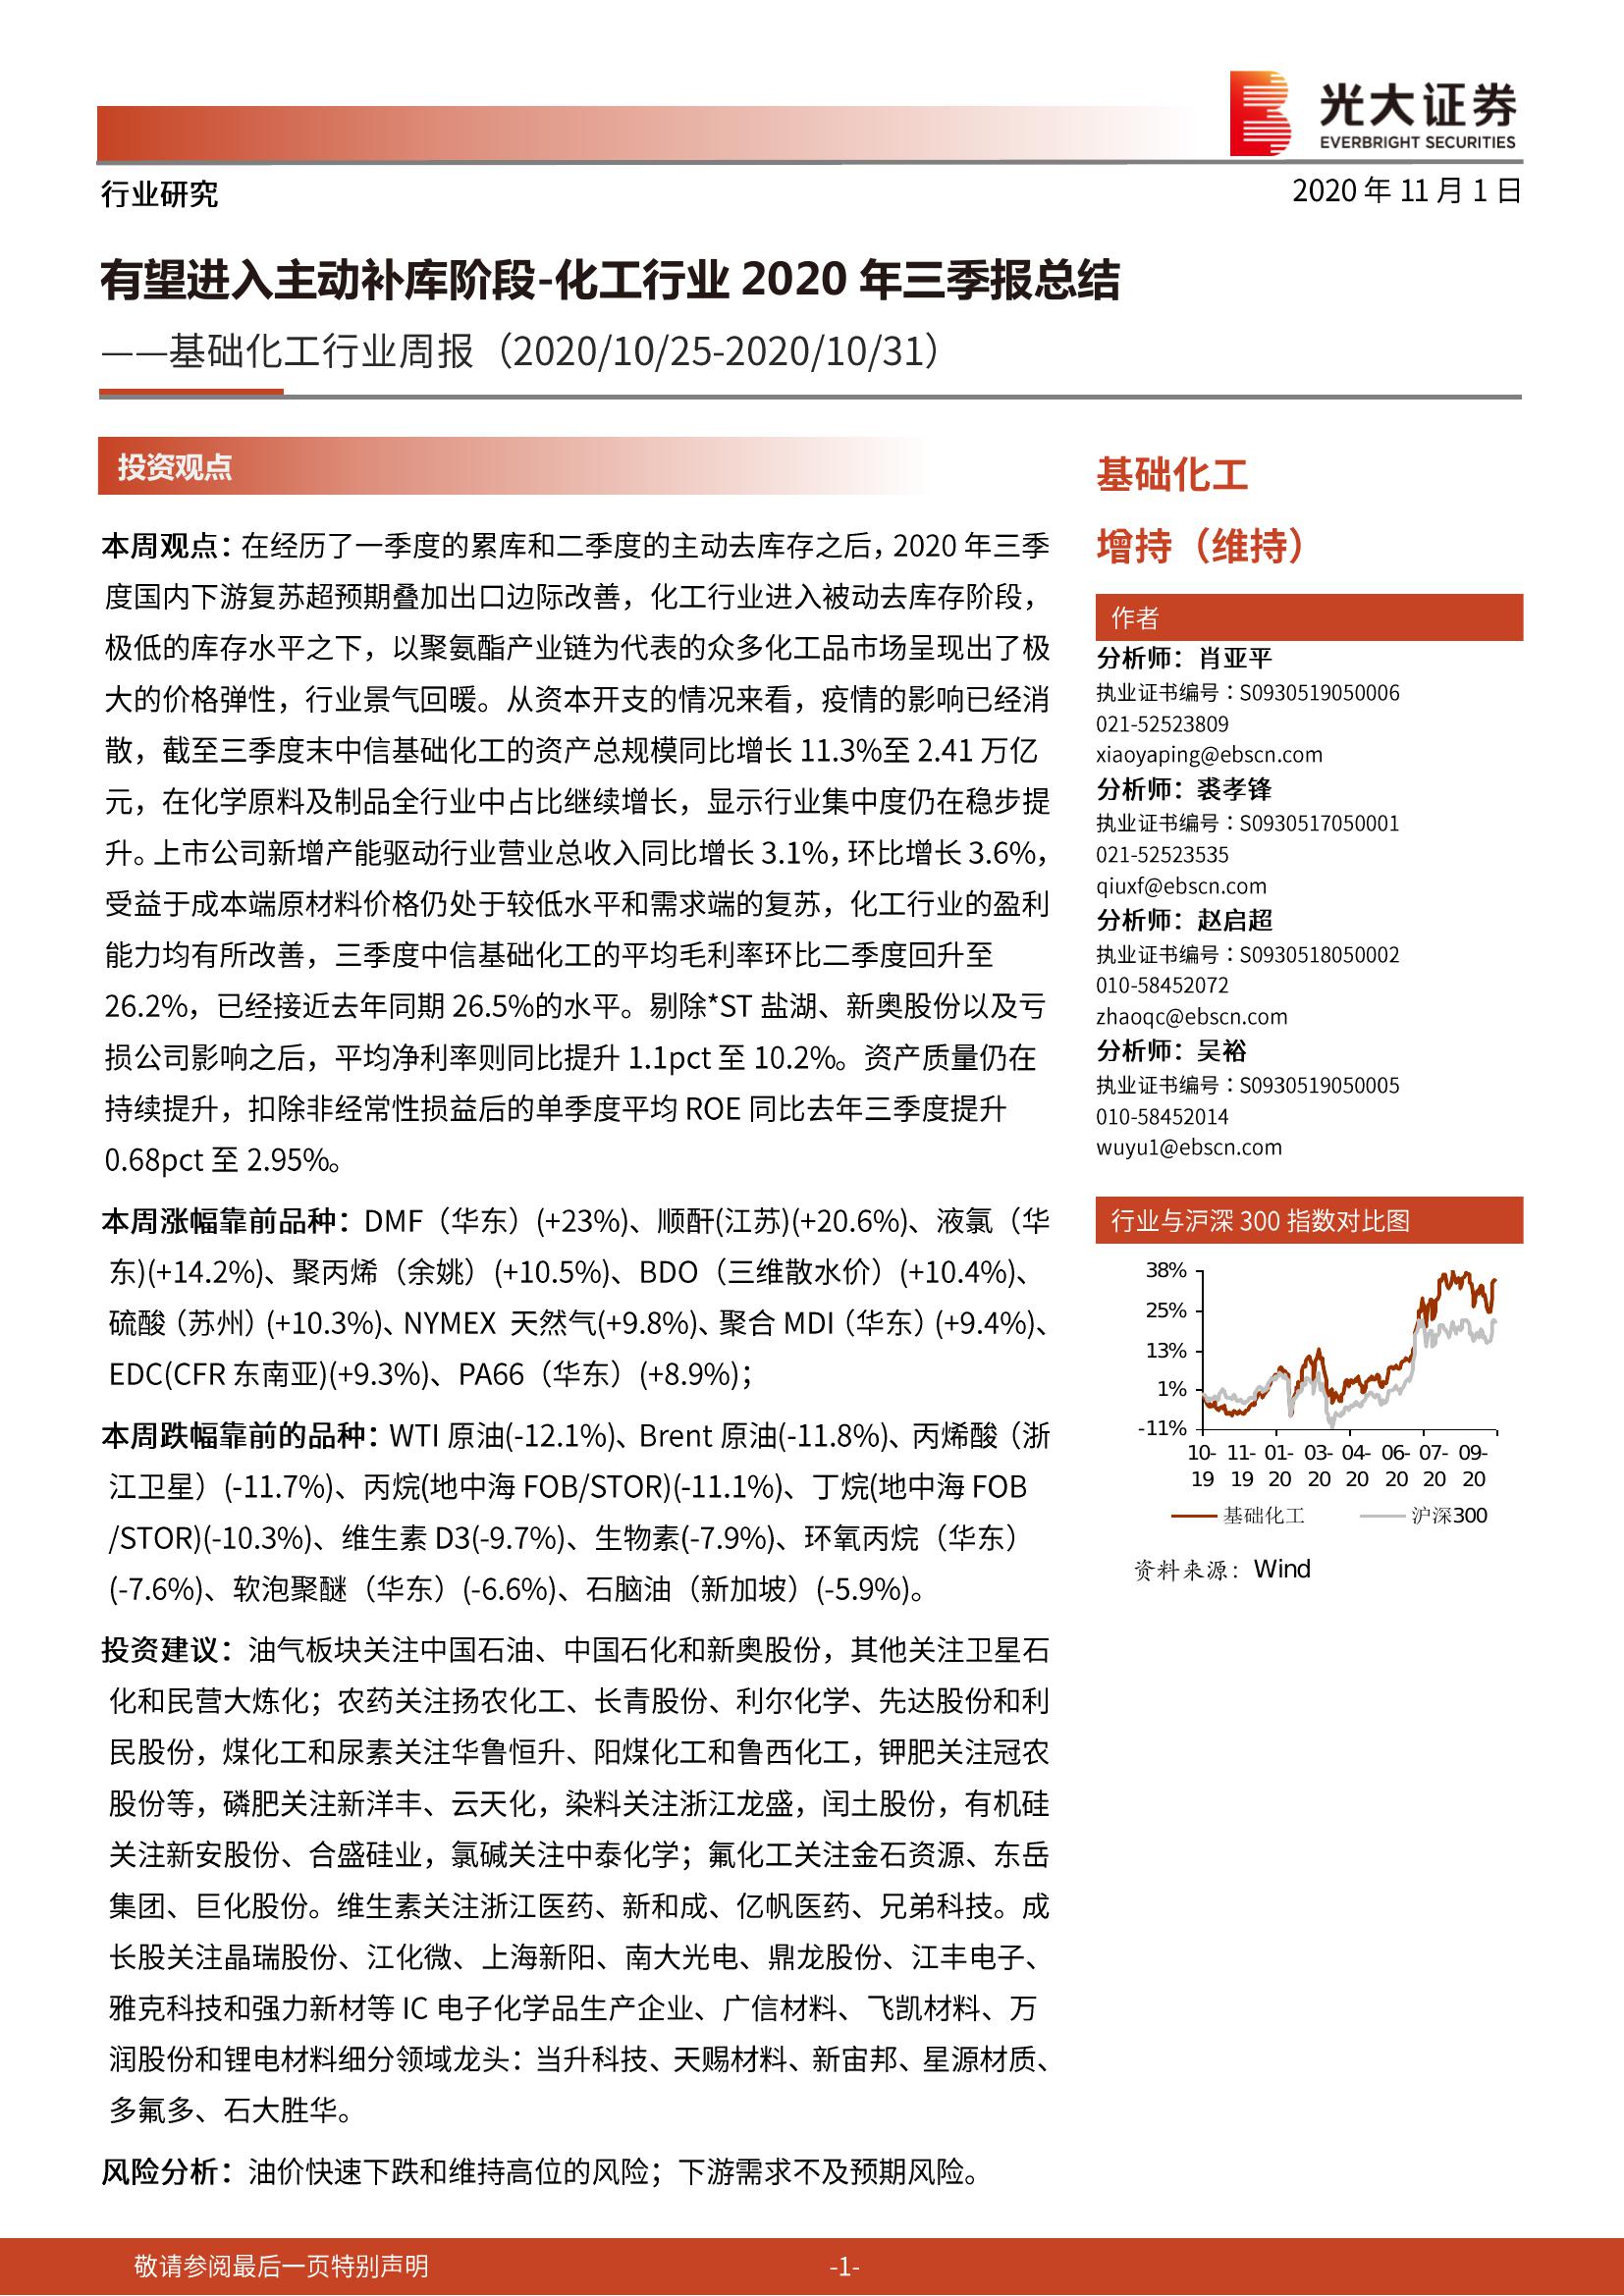 光大证券
EVERBRIGHT SECURITIES
行业研究
2020 年 11 月 1 日
有望进入主动补库阶段-化工行业 2020 年三季报总结
——基础化工行业周报（2020/10/25-2020/10/31）
投资观点
本周观点：在经历了一季度的累库和二季度的主动去库存之后，2020 年三季
度国内下游复苏超预期叠加出口边际改善，化工行业进入被动去库存阶段，
极低的库存水平之下，以聚氨酯产业链为代表的众多化工品市场呈现出了极
大的价格弹性，行业景气回暖。从资本开支的情况来看，疫情的影响已经消
散，截至三季度末中信基础化工的资产总规模同比增长 11.3%至 2.41 万亿
元，在化学原料及制品全行业中占比继续增长，显示行业集中度仍在稳步提
升。上市公司新增产能驱动行业营业总收入同比增长 3.1%，环比增长 3.6%，
受益于成本端原材料价格仍处于较低水平和需求端的复苏，化工行业的盈利
能力均有所改善，三季度中信基础化工的平均毛利率环比二季度回升至
26.2%，已经接近去年同期 26.5%的水平。剔除*ST 盐湖、新奥股份以及亏
损公司影响之后，平均净利率则同比提升 1.1pct 至 10.2%。资产质量仍在
持续提升，扣除非经常性损益后的单季度平均 ROE 同比去年三季度提升
0.68pct 至 2.95%。
本周涨幅靠前品种：DMF（华东）(+23%)、顺酐(江苏)(+20.6%)、液氯（华
东)(+14.2%)、聚丙烯（余姚）(+10.5%)、BDO（三维散水价）(+10.4%)、
硫酸（苏州）(+10.3%)、NYMEX 天然气(+9.8%)、聚合 MDI（华东）(+9.4%)、
EDC(CFR 东南亚)(+9.3%)、PA66（华东）(+8.9%)；
本周跌幅靠前的品种：WTI 原油(-12.1%)、Brent 原油(-11.8%)、丙烯酸（浙
江卫星）(-11.7%)、丙烷(地中海 FOB/STOR)(-11.1%)、丁烷(地中海 FOB
/STOR)(-10.3%)、维生素 D3(-9.7%)、生物素(-7.9%)、环氧丙烷（华东）
(-7.6%)、软泡聚醚（华东）(-6.6%)、石脑油（新加坡）(-5.9%)。
投资建议：油气板块关注中国石油、中国石化和新奥股份，其他关注卫星石
化和民营大炼化；农药关注扬农化工、长青股份、利尔化学、先达股份和利
民股份，煤化工和尿素关注华鲁恒升、阳煤化工和鲁西化工，钾肥关注冠农
股份等，磷肥关注新洋丰、云天化，染料关注浙江龙盛，闰土股份，有机硅
关注新安股份、合盛硅业，氯碱关注中泰化学；氟化工关注金石资源、东岳
集团、巨化股份。维生素关注浙江医药、新和成、亿帆医药、兄弟科技。成
长股关注晶瑞股份、江化微、上海新阳、南大光电、鼎龙股份、江丰电子、
雅克科技和强力新材等 IC 电子化学品生产企业、广信材料、飞凯材料、万
润股份和锂电材料细分领域龙头：当升科技、天赐材料、新宙邦、星源材质、
多氟多、石大胜华。
风险分析：油价快速下跌和维持高位的风险；下游需求不及预期风险。
基础化工
增持（维持）
作者
分析师：肖亚平
执业证书编号：S0930519050006
021-52523809
xiaoyaping@ebscn.com
分析师：裘孝锋
执业证书编号：S0930517050001
021-52523535
qiuxf@ebscn.com
分析师：赵启超
执业证书编号：S0930518050002
010-58452072
zhaoqc@ebscn.com
分析师：吴裕
执业证书编号：S0930519050005
010-58452014
wuyu1@ebscn.com
行业与沪深 300 指数对比图
38%
25%
13%
1%
-11%
10- 11- 01- 03- 04- 06- 07- 09-
19 19 20 20 20 20 20 20
基础化工 沪深300
资料来源：Wind
敬请参阅最后一页特别声明
-1-